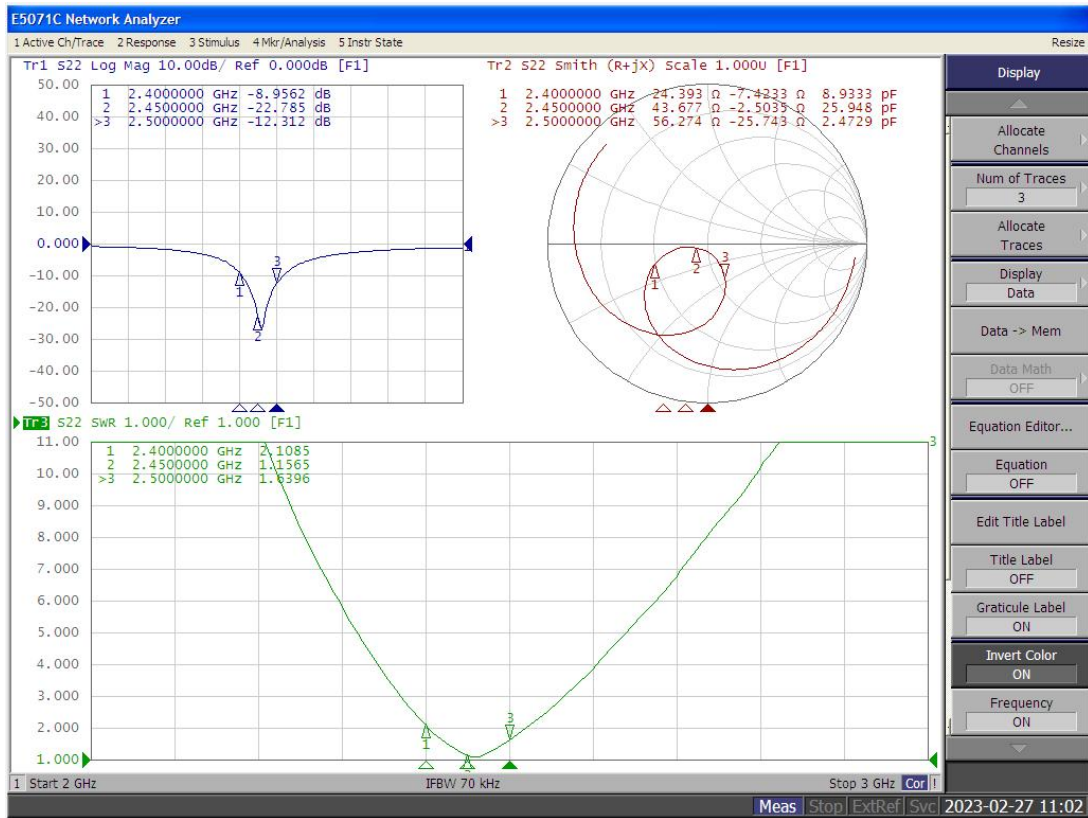 E5071C Network Analyzer
1 Active Ch/Trace 2 Response 3 Stimulus 4 Mkr/Analysis 5 Instr State
Resize
Tr1 S22 Log Mag 10.00dB/ Ref 0.000dB [F1]
50.00
40.00
30.00
20.00
10.00
0.000
-10.00
-20.00
-30.00
-40.00
-50.00
1 2.4000000 GHz -8.9562 dB
2 2.4500000 GHz -22.785 dB
>3 2.5000000 GHz -12.312 dB
1
2
3
Tr2 S22 Smith (R+jX) Scale 1.000U [F1]
1 2.4000000 GHz 24.393 Ω -7.4233 Ω 8.9333 pF
2 2.4500000 GHz 43.677 Ω -2.5035 Ω 25.948 pF
>3 2.5000000 GHz 56.274 Ω -25.743 Ω 2.4729 pF
1
2
3
Tr3 S22 SWR 1.000/ Ref 1.000 [F1]
11.00
10.00
9.000
8.000
7.000
6.000
5.000
4.000
3.000
2.000
1.000
1 2.4000000 GHz 2.1085
2 2.4500000 GHz 1.1565
>3 2.5000000 GHz 1.6396
3
1
3
1 Start 2 GHz
IFBW 70 kHz
Stop 3 GHz Cor !
Display
Allocate
Channels
Num of Traces
3
Allocate
Traces
Display
Data
Data -> Mem
Data Math
OFF
Equation Editor...
Equation
OFF
Edit Title Label
Title Label
OFF
Graticule Label
ON
Invert Color
ON
Frequency
ON
Meas Stop ExtRef Svc 2023-02-27 11:02